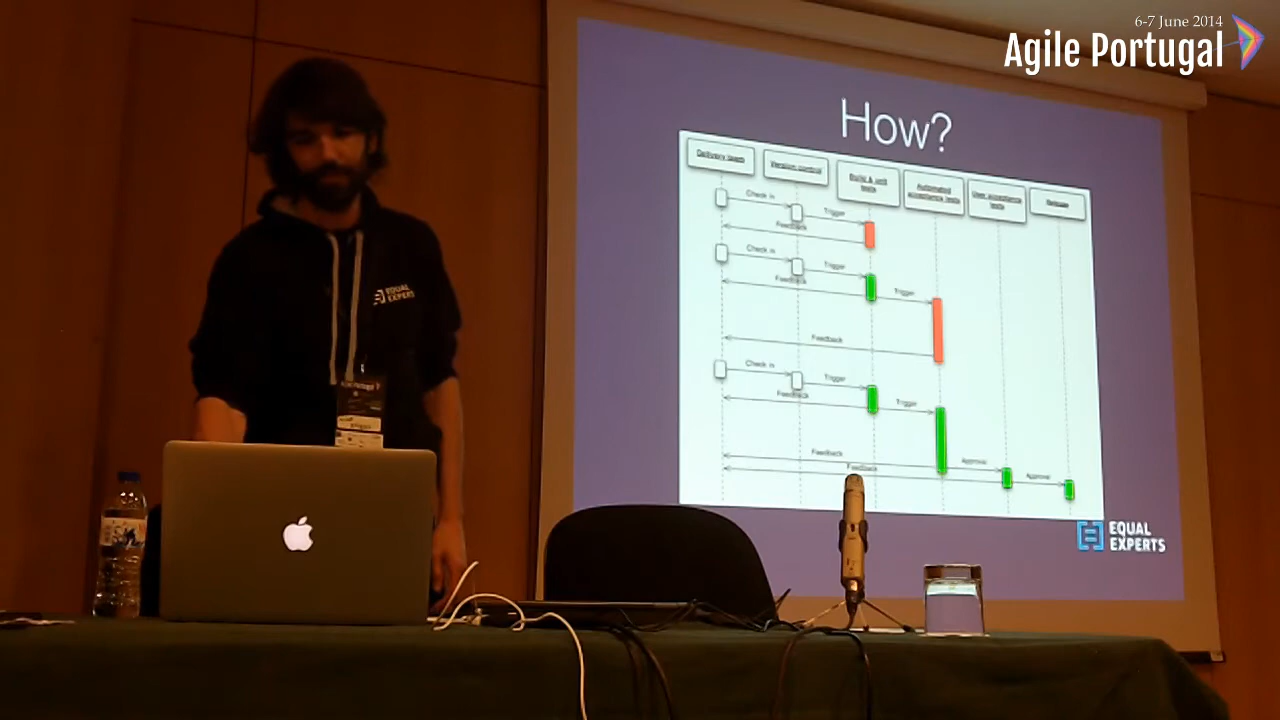 6-7 June 2014
Agile Portugal
How?
Delivery team
Version control
Build & unit
tests
Automated
acceptance tests
User acceptance
tests
Release
Check in
Trigger
Feedback
Check in
Trigger
Feedback
Trigger
Feedback
Check in
Trigger
Feedback
Trigger
Feedback
Approval
Feedback
Approval
EQUAL
EXPERTS
EQUAL
EXPERTS